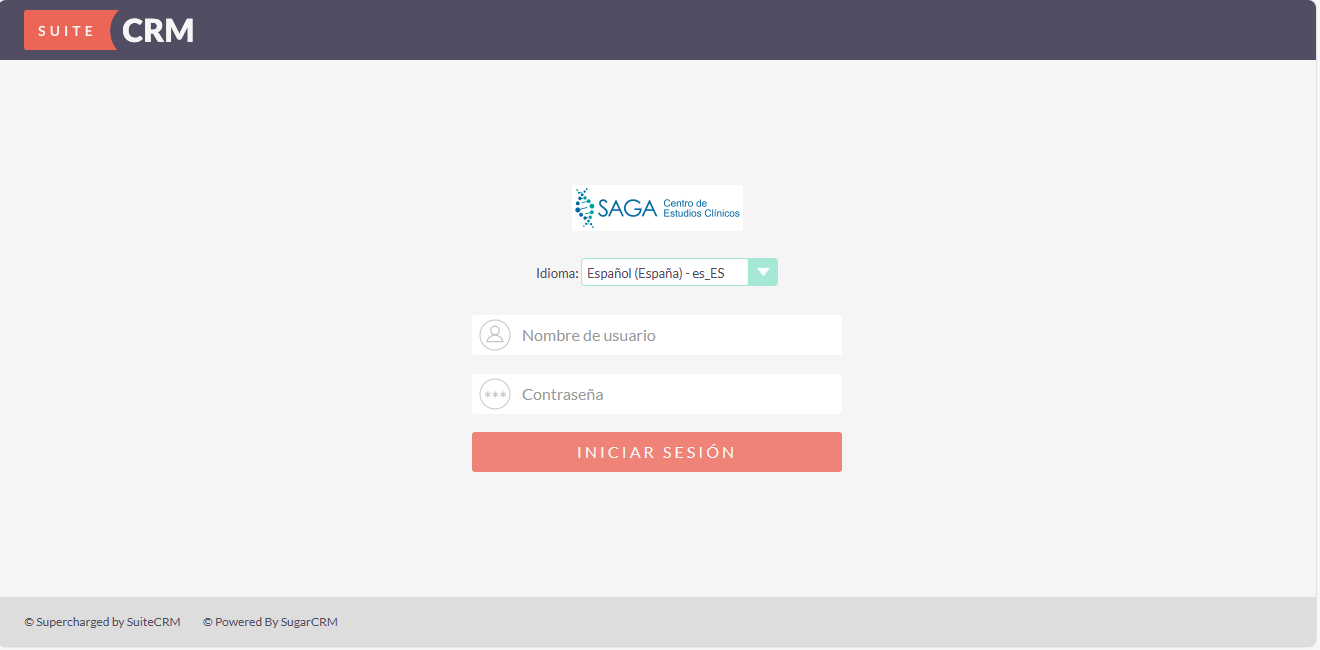 SUITE CRM
SAGA Centro de
Estudios Clínicos
Idioma: Español (España) - es_ES
Nombre de usuario
*** Contraseña
INICIAR SESIÓN
© Supercharged by SuiteCRM © Powered By SugarCRM